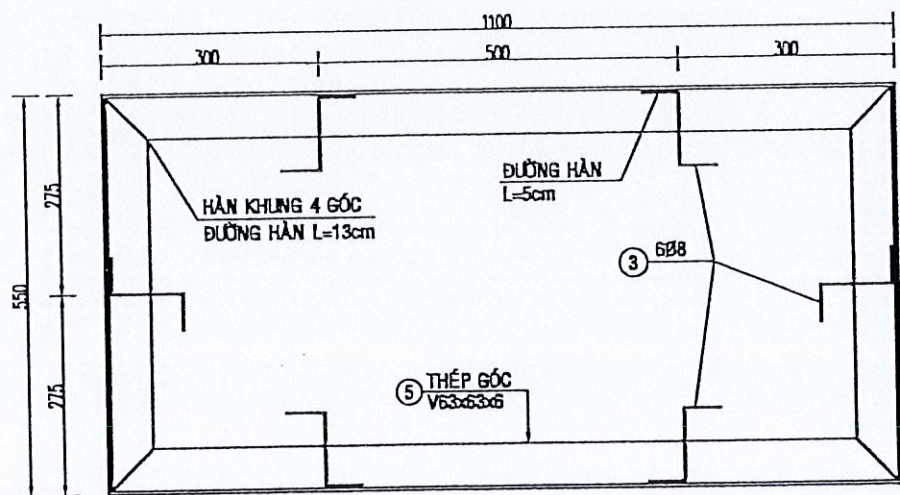 1100
300 500 300
275
550
275
HÀN KHUNG 4 GÓC
ĐƯỜNG HÀN L=13cm
ĐƯỜNG HÀN
L=5cm
3 6Ø8
5 THÉP GÓC
V63x63x6